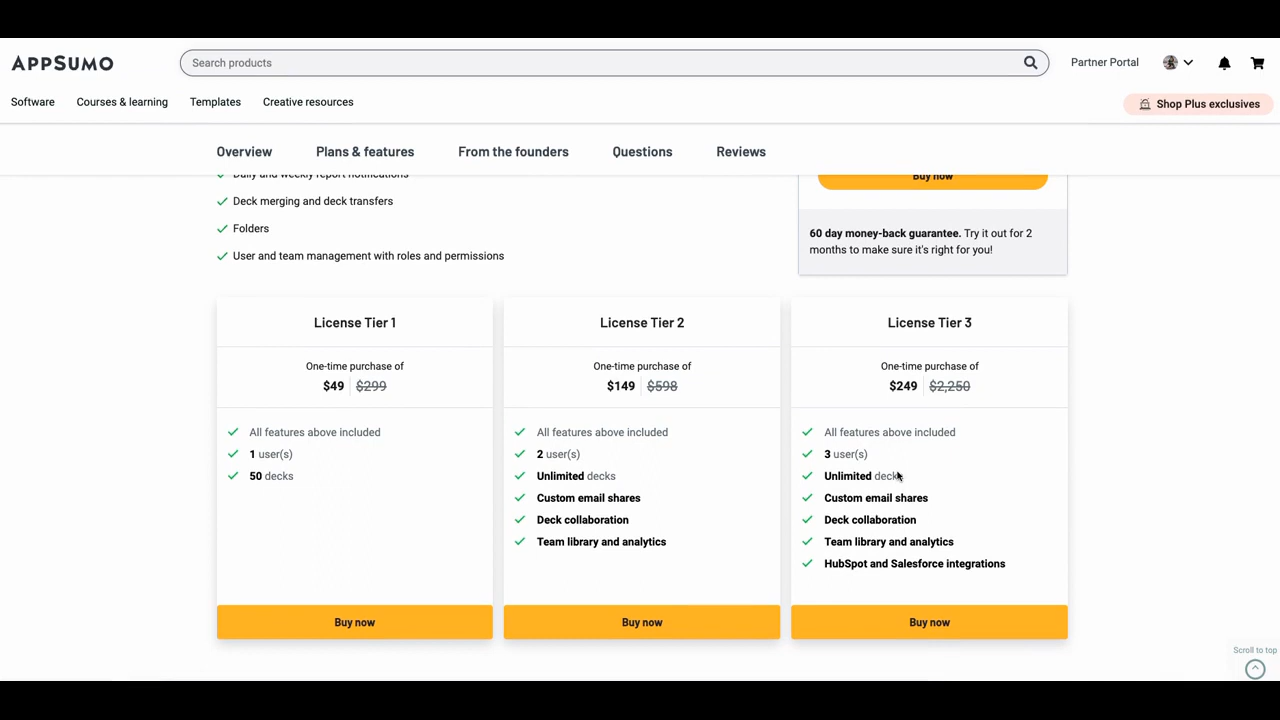 APPSUMO
Search products
Partner Portal
Software
Courses & learning
Templates
Creative resources
Shop Plus exclusives
Overview
Plans & features
From the founders
Questions
Reviews
Daily and weekly report notifications
Deck merging and deck transfers
Folders
User and team management with roles and permissions
Buy now
60 day money-back guarantee. Try it out for 2
months to make sure it's right for you!
License Tier 1
One-time purchase of
$49 $299
All features above included
1 user(s)
50 decks
Buy now
License Tier 2
One-time purchase of
$149 $598
All features above included
2 user(s)
Unlimited decks
Custom email shares
Deck collaboration
Team library and analytics
Buy now
License Tier 3
One-time purchase of
$249 $2,250
All features above included
3 user(s)
Unlimited decks
Custom email shares
Deck collaboration
Team library and analytics
HubSpot and Salesforce integrations
Buy now
Scroll to top